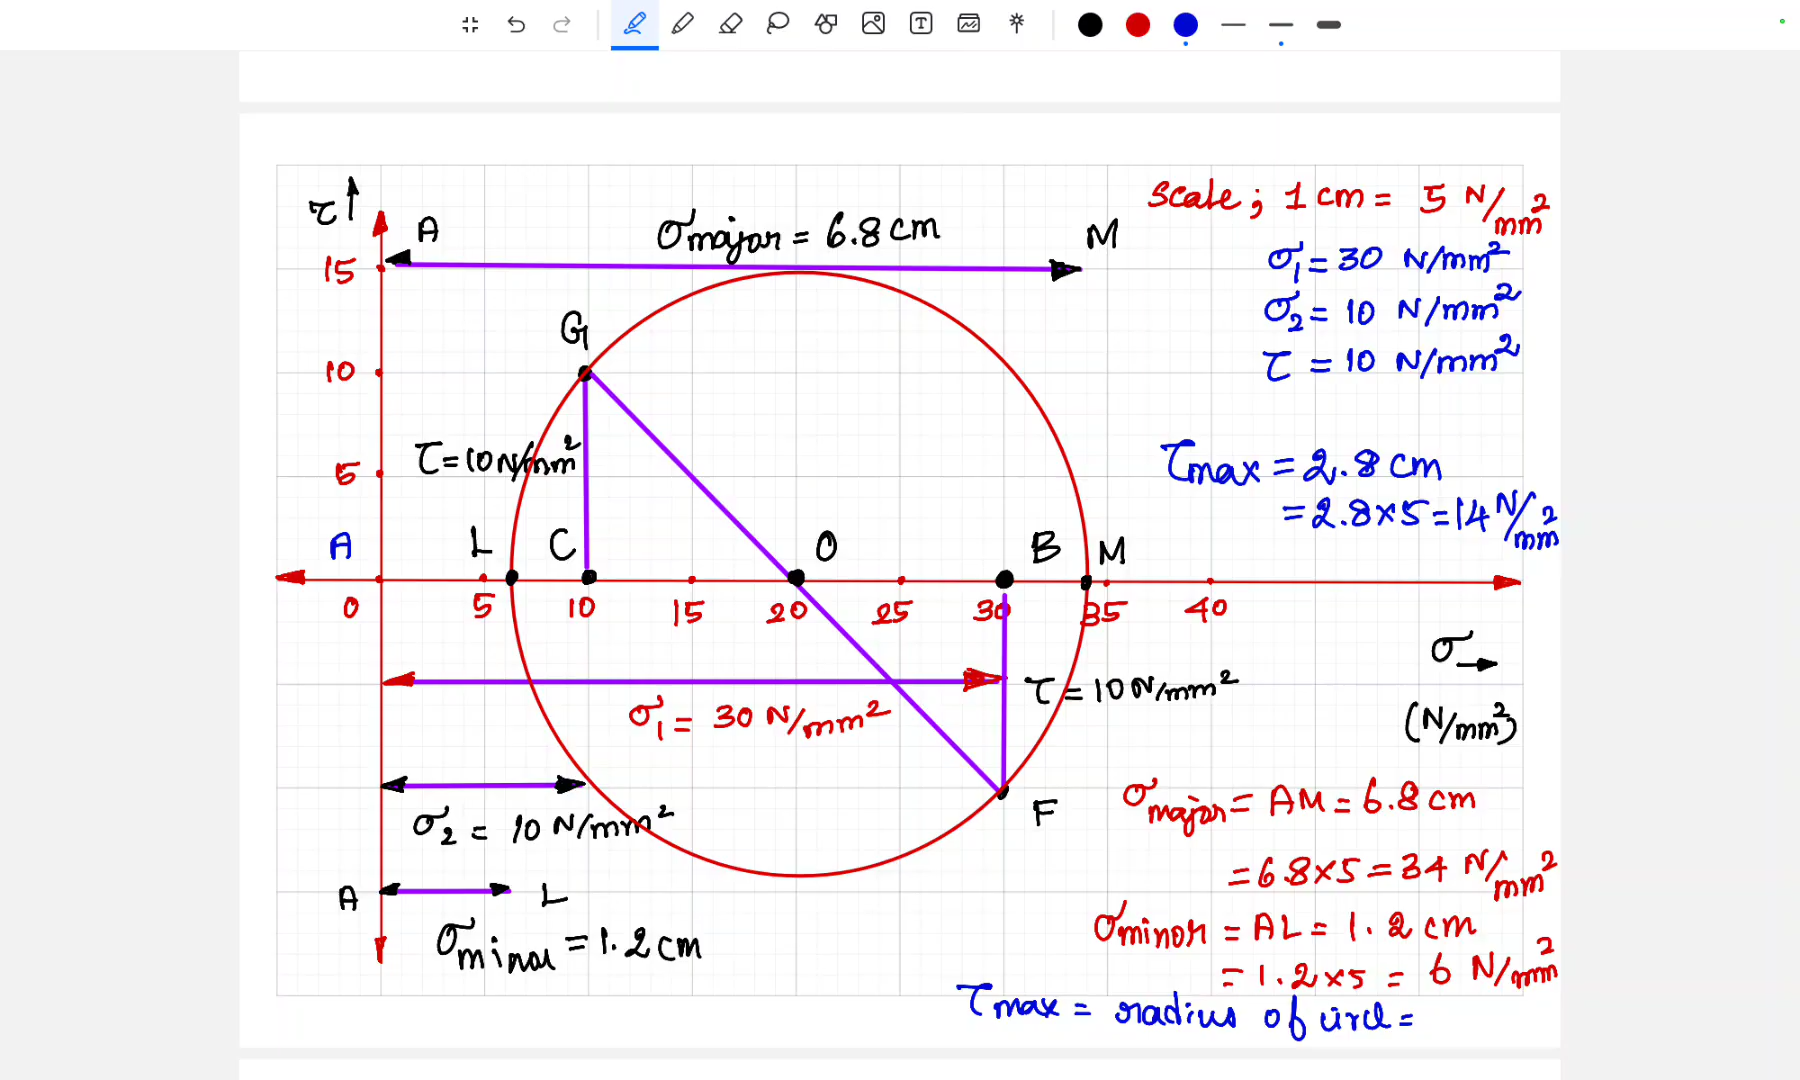 τ↑
A
σmajor = 6.8 cm
M
Scale ; 1 cm = 5 N/mm²
15
σ1 = 30 N/mm²
σ2 = 10 N/mm²
G
τ = 10 N/mm²
10
τ = 10 N/mm²
5
τmax = 2.8 cm
= 2.8×5 = 14 N/mm²
A
L
C
O
B
M
0
5
10
15
20
25
30
35
40
σ→
(N/mm²)
τ = 10 N/mm²
σ1 = 30 N/mm²
σ2 = 10 N/mm²
F
σmajor = AM = 6.8 cm
= 6.8×5 = 34 N/mm²
A
L
σminor = 1.2 cm
σminor = AL = 1.2 cm
= 1.2×5 = 6 N/mm²
τmax = radius of circl =